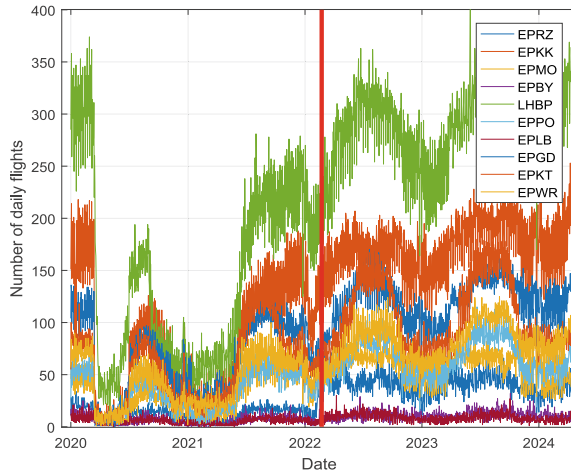 400
350
300
250
200
150
100
50
0
Number of daily flights
2020
2021
2022
2023
2024
Date
EPRZ
EPKK
EPMO
EPBY
LHBP
EPPO
EPLB
EPGD
EPKT
EPWR